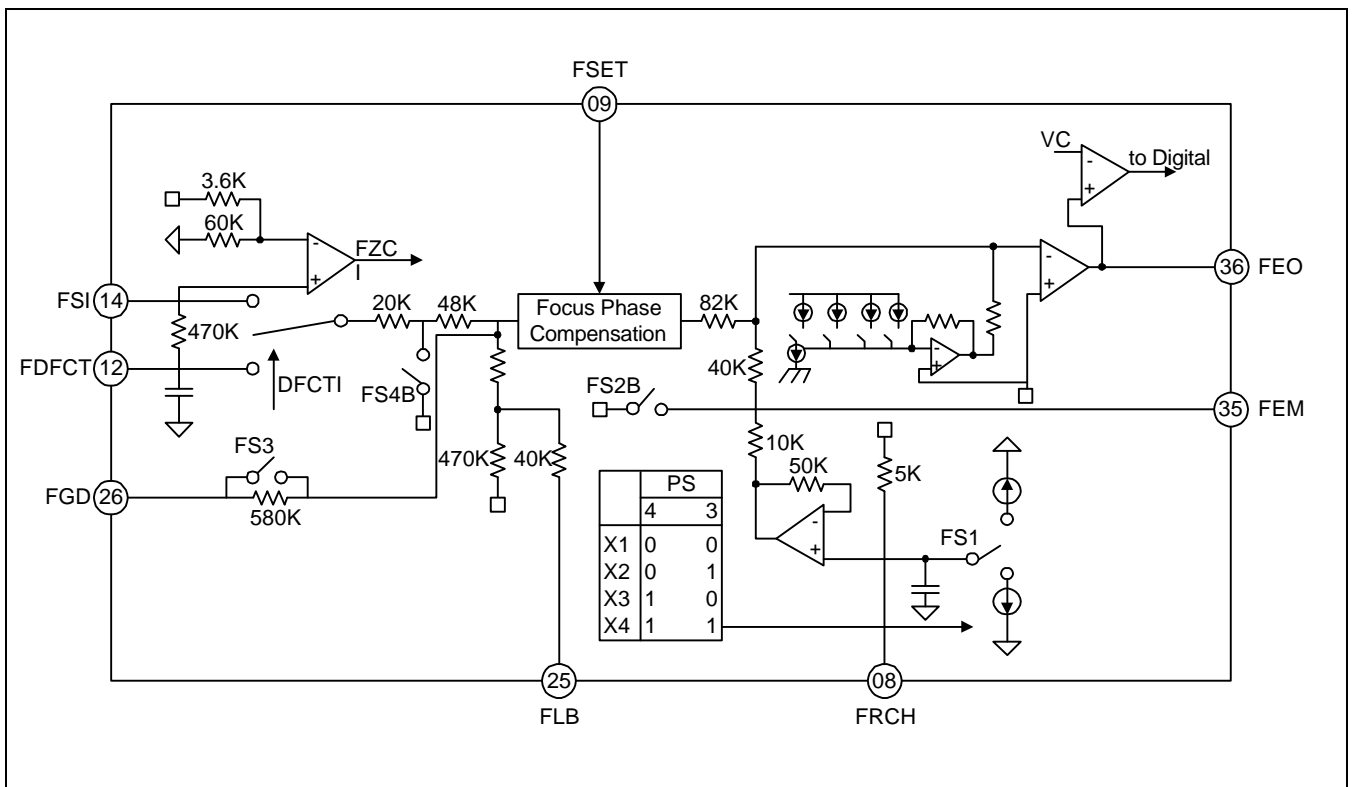 FSET
09
VC
to Digital
3.6K
60K
FZC
I
FSI 14
470K
20K 48K
Focus Phase
Compensation
82K
36 FEO
FDFCT 12
DFCTI
FS4B
40K
FS2B
35 FEM
FS3
470K 40K
10K
50K
5K
FGD 26
580K
PS
4 3
X1 0 0
X2 0 1
X3 1 0
X4 1 1
FS1
25
FLB
08
FRCH